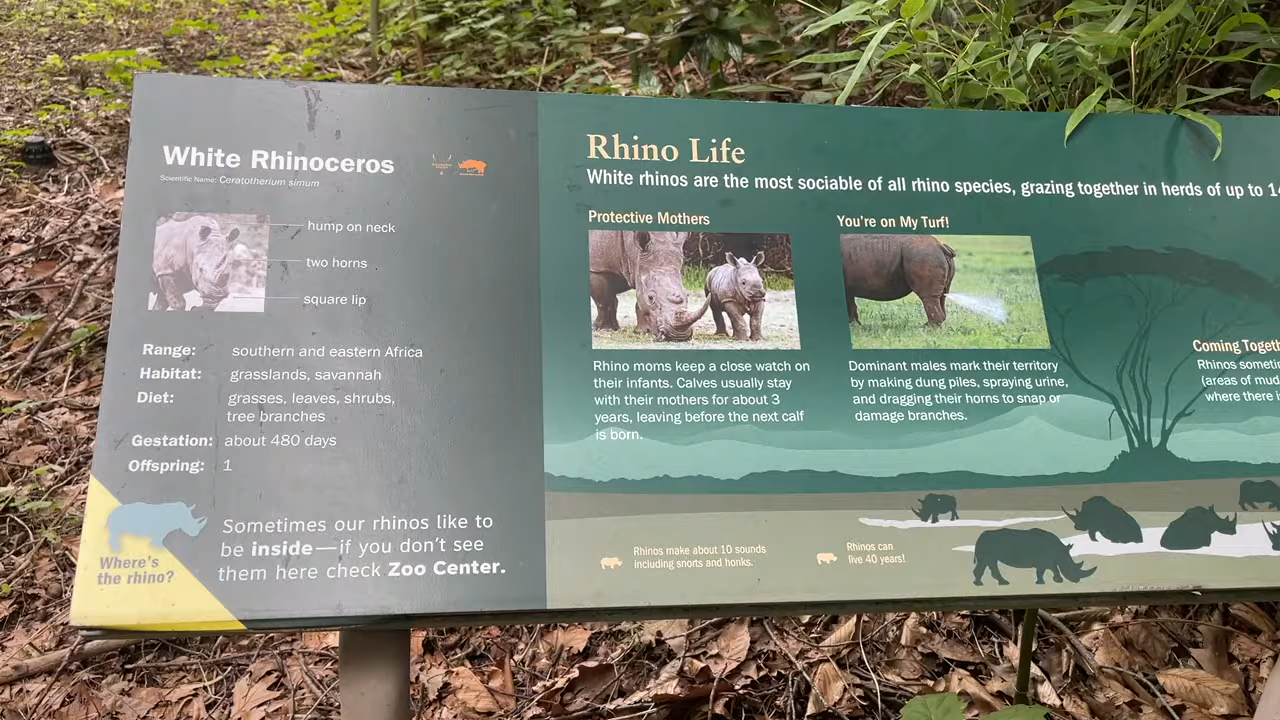 White Rhinoceros
Scientific Name: Ceratotherium simum
hump on neck
two horns
square lip
Range: southern and eastern Africa
Habitat: grasslands, savannah
Diet: grasses, leaves, shrubs,
tree branches
Gestation: about 480 days
Offspring: 1
Where's
the rhino?
Sometimes our rhinos like to
be inside—if you don't see
them here check Zoo Center.
Rhino Life
White rhinos are the most sociable of all rhino species, grazing together in herds of up to
Protective Mothers
Rhino moms keep a close watch on
their infants. Calves usually stay
with their mothers for about 3
years, leaving before the next calf
is born.
You're on My Turf!
Dominant males mark their territory
by making dung piles, spraying urine,
and dragging their horns to snap or
damage branches.
Coming
Rhinos
(areas of mud
where there
Rhinos make about 10 sounds
including snorts and honks.
Rhinos can
live 40 years!